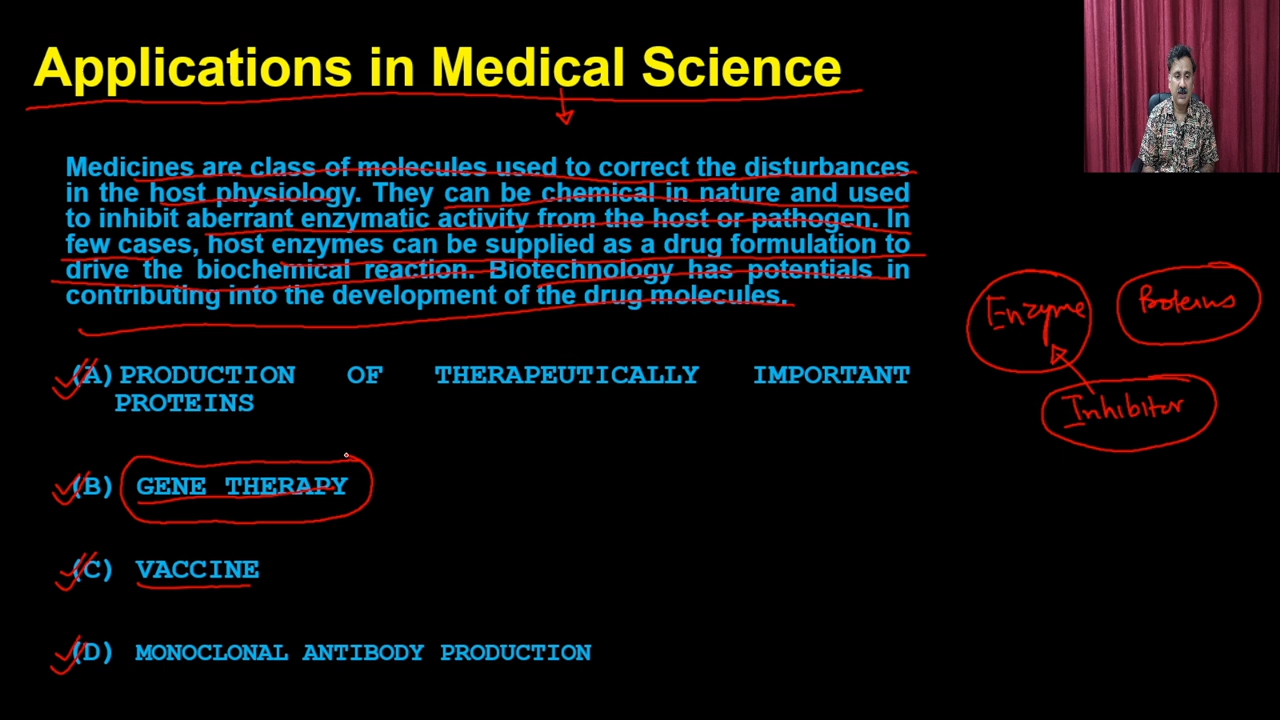 Applications in Medical Science
Medicines are class of molecules used to correct the disturbances
in the host physiology. They can be chemical in nature and used
to inhibit aberrant enzymatic activity from the host or pathogen. In
few cases, host enzymes can be supplied as a drug formulation to
drive the biochemical reaction. Biotechnology has potentials in
contributing into the development of the drug molecules.
(A) PRODUCTION OF THERAPEUTICALLY IMPORTANT
PROTEINS
(B) GENE THERAPY
(C) VACCINE
(D) MONOCLONAL ANTIBODY PRODUCTION
Enzyme
Proteins
Inhibitor